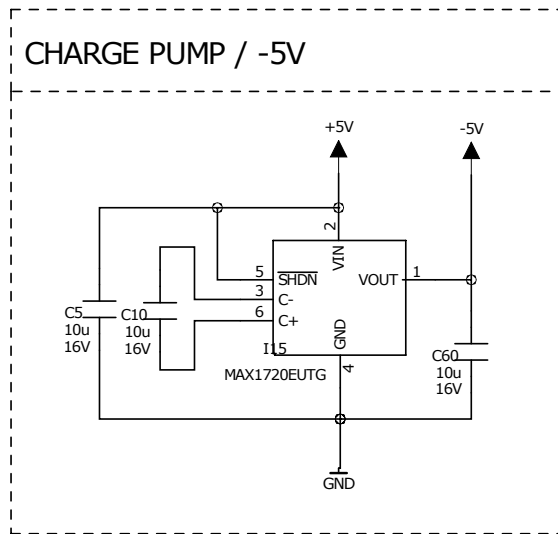 CHARGE PUMP / -5V
+5V
-5V
2
VIN
5
SHDN
VOUT
1
3
C-
6
C+
GND
C5
10u
16V
C10
10u
16V
I15
MAX1720EUTG
4
C60
10u
16V
GND